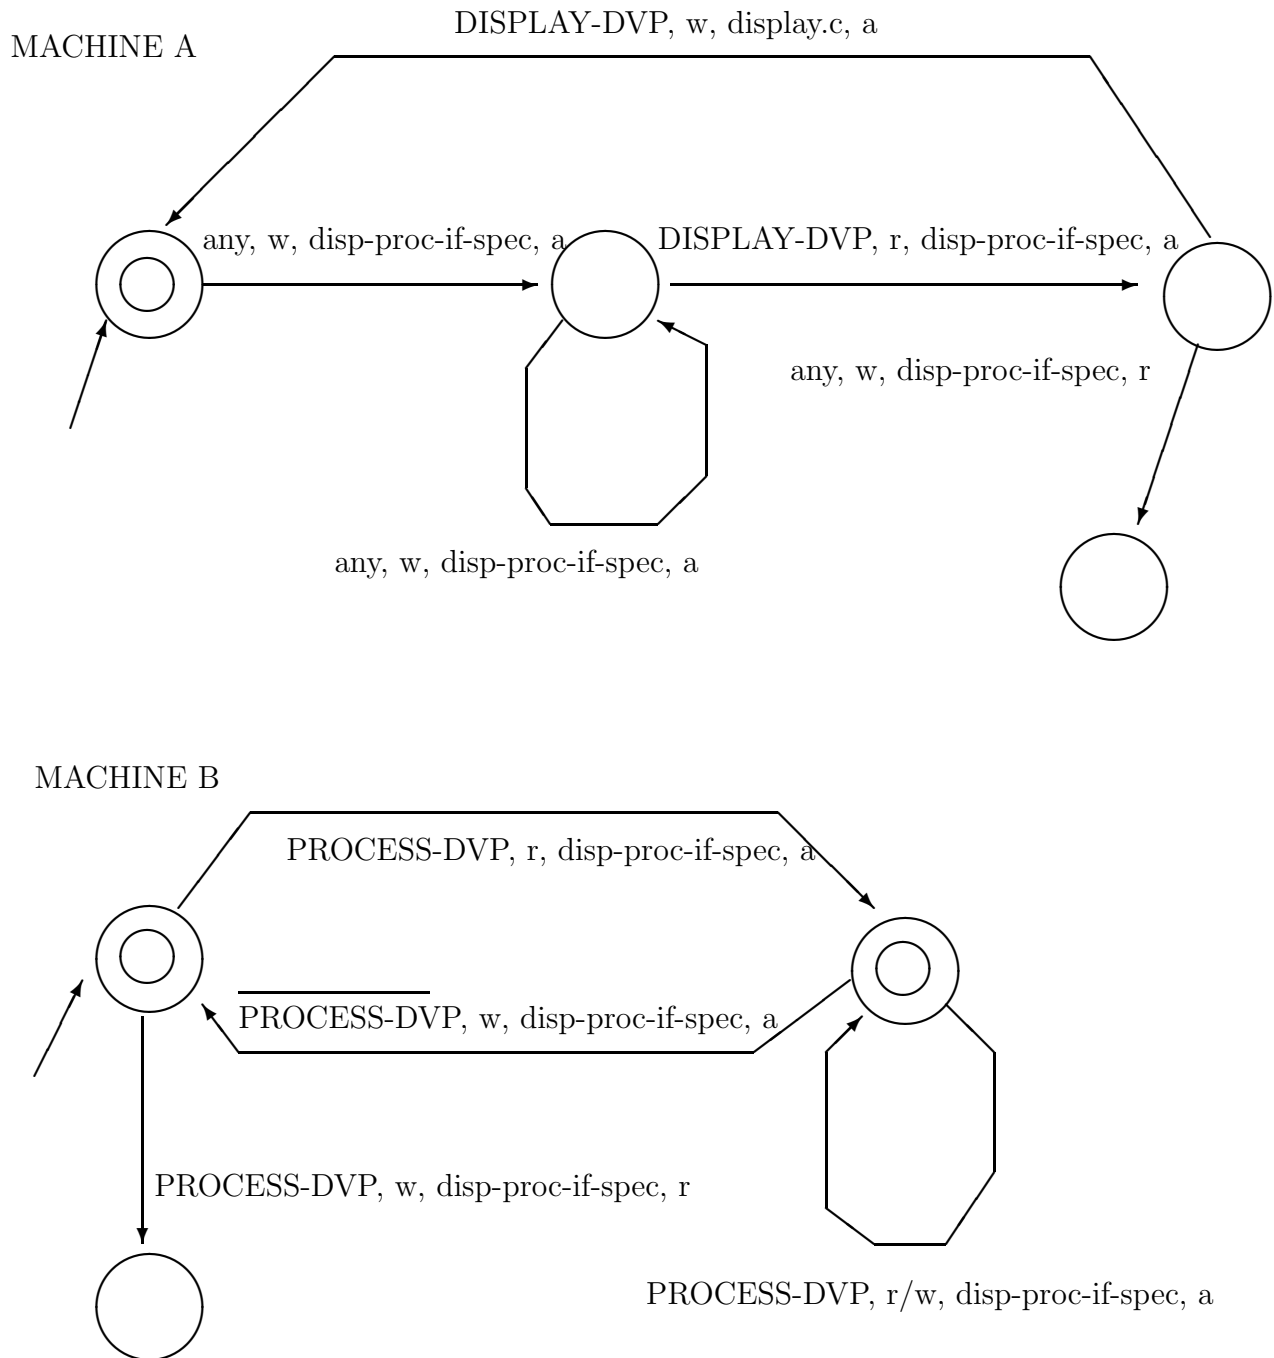 DISPLAY-DVP, w, display.c, a
MACHINE A
any, w, disp-proc-if-spec, a
DISPLAY-DVP, r, disp-proc-if-spec, a
any, w, disp-proc-if-spec, r
any, w, disp-proc-if-spec, a
MACHINE B
PROCESS-DVP, r, disp-proc-if-spec, a
PROCESS-DVP, w, disp-proc-if-spec, a
PROCESS-DVP, w, disp-proc-if-spec, r
PROCESS-DVP, r/w, disp-proc-if-spec, a